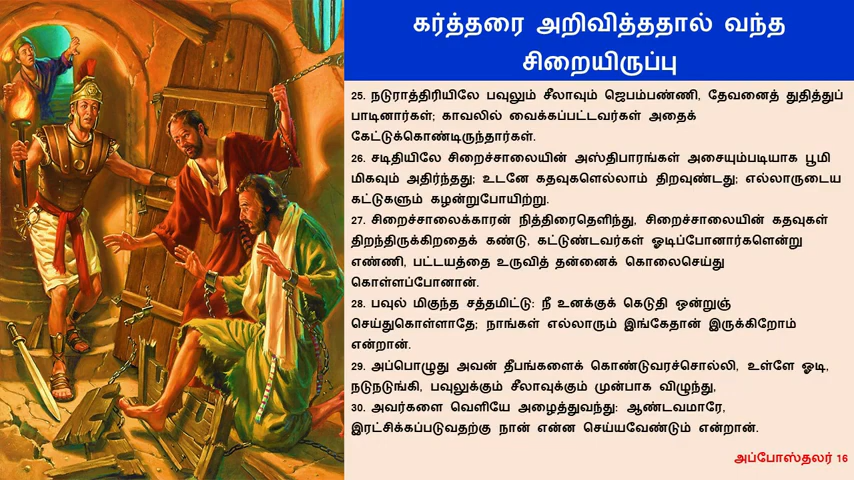 கர்த்தரை அறிவித்ததால் வந்த
சிறையிருப்பு
25. நடுராத்திரியிலே பவுலும் சீலாவும் ஜெபம்பண்ணி, தேவனைத் துதித்துப்
பாடினார்கள்; காவலில் வைக்கப்பட்டவர்கள் அதைக்
கேட்டுக்கொண்டிருந்தார்கள்.
26. சடிதியிலே சிறைச்சாலையின் அஸ்திபாரங்கள் அசையும்படியாக பூமி
மிகவும் அதிர்ந்தது; உடனே கதவுகளெல்லாம் திறவுண்டது; எல்லாருடைய
கட்டுகளும் கழன்றுபோயிற்று.
27. சிறைச்சாலைக்காரன் நித்திரைதெளிந்து, சிறைச்சாலையின் கதவுகள்
திறந்திருக்கிறதைக் கண்டு, கட்டுண்டவர்கள் ஓடிப்போனார்களென்று
எண்ணி, பட்டயத்தை உருவித் தன்னைக் கொலைசெய்து
கொள்ளப்போனான்.
28. பவுல் மிகுந்த சத்தமிட்டு: நீ உனக்குக் கெடுதி ஒன்றுஞ்
செய்துகொள்ளாதே; நாங்கள் எல்லாரும் இங்கேதான் இருக்கிறோம்
என்றான்.
29. அப்பொழுது அவன் தீபங்களைக் கொண்டுவரச்சொல்லி, உள்ளே ஓடி,
நடுநடுங்கி, பவுலுக்கும் சீலாவுக்கும் முன்பாக விழுந்து,
30. அவர்களை வெளியே அழைத்துவந்து: ஆண்டவமாரே,
இரட்சிக்கப்படுவதற்கு நான் என்ன செய்யவேண்டும் என்றான்.
அப்போஸ்தலர் 16